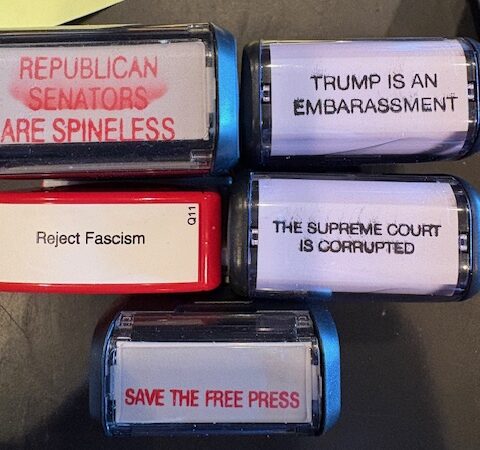 REPUBLICAN
SENATORS
ARE SPINELESS
TRUMP IS AN
EMBARASSMENT
Reject Fascism
Q11
THE SUPREME COURT
IS CORRUPTED
SAVE THE FREE PRESS